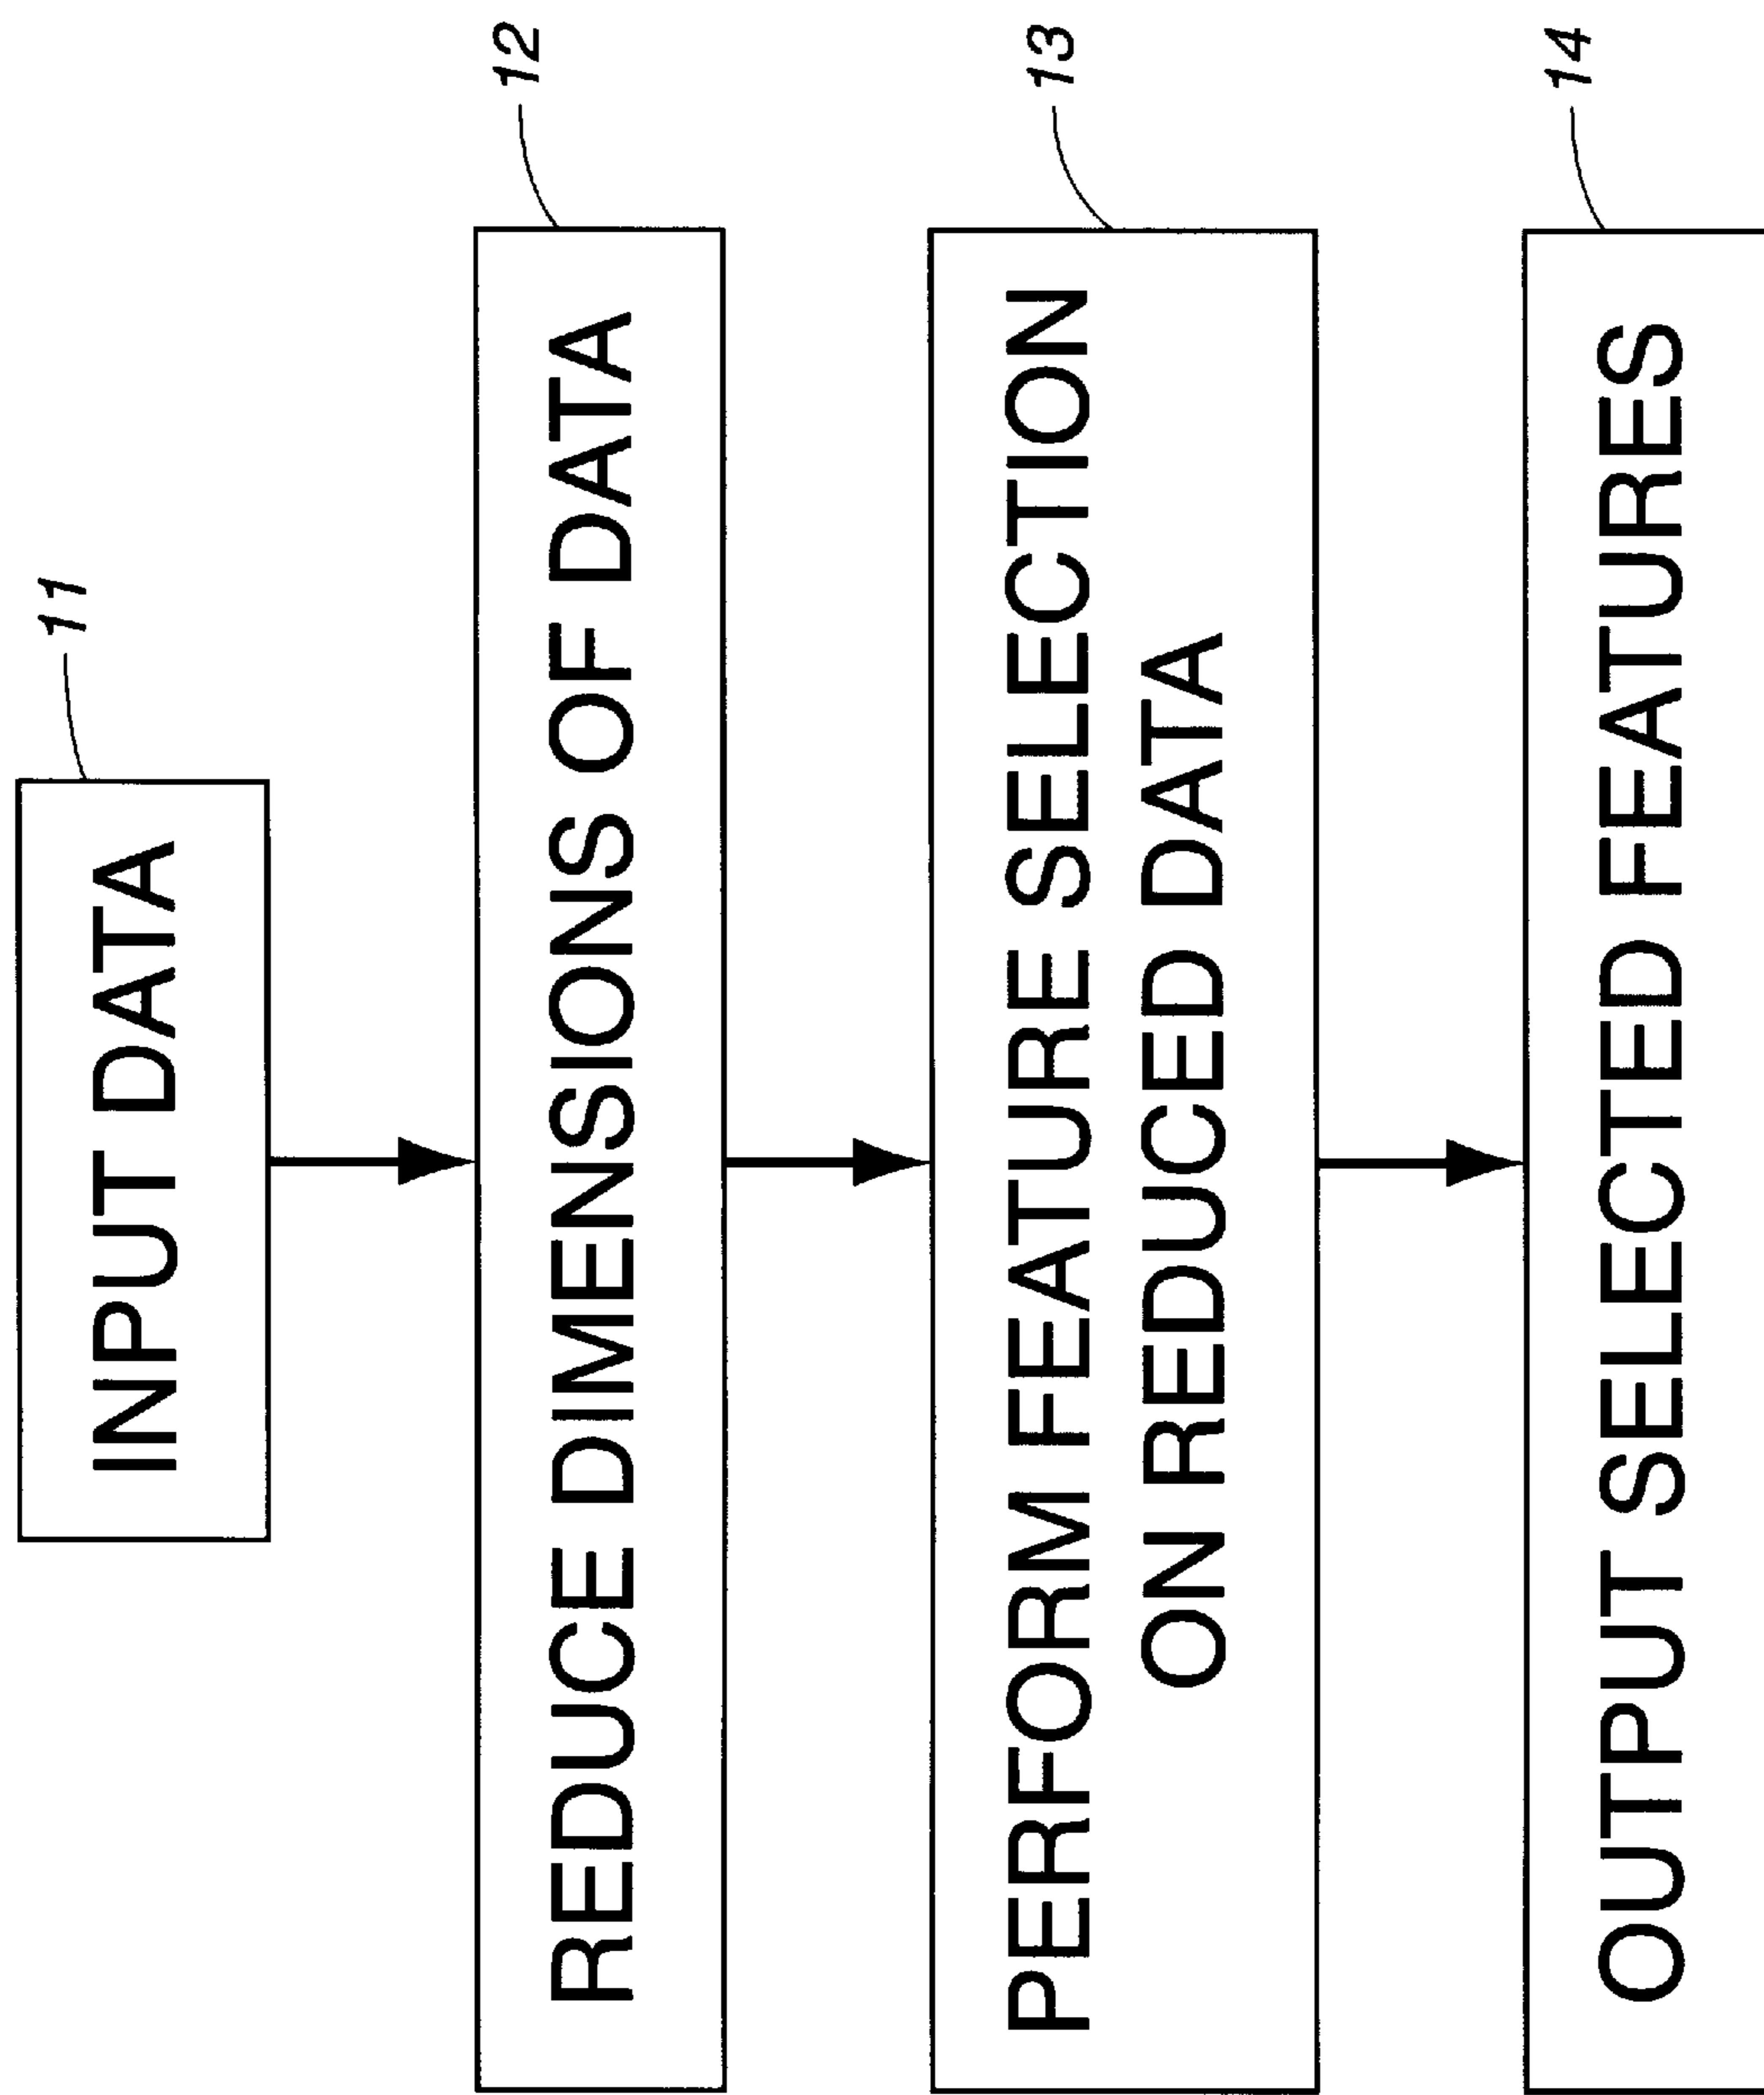 11
INPUT DATA
12
REDUCE DIMENSIONS OF DATA
13
PERFORM FEATURE SELECTION
ON REDUCED DATA
14
OUTPUT SELECTED FEATURES